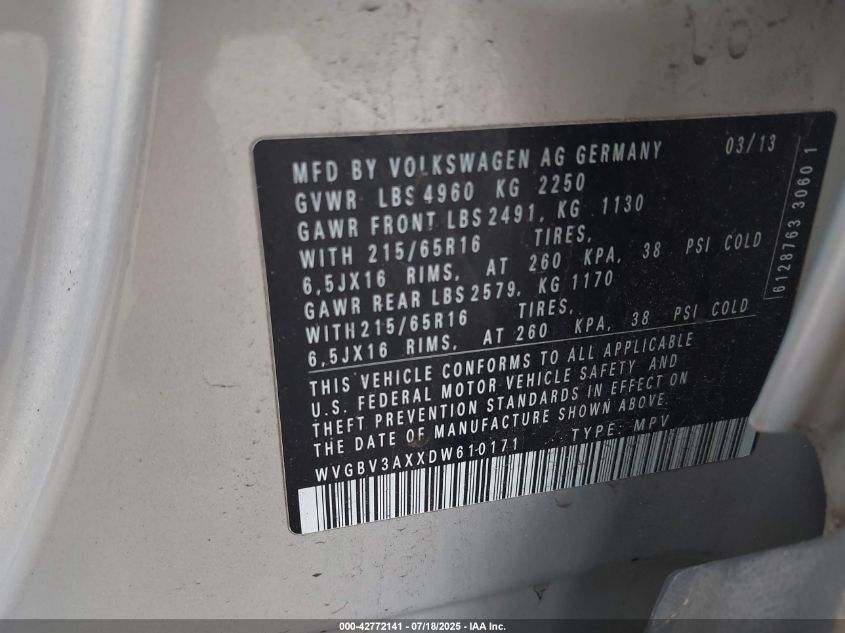 MFD BY VOLKSWAGEN AG GERMANY 03/13
GVWR LBS 4960 KG 2250
GAWR FRONT LBS 2491, KG 1130
WITH 215/65R16 TIRES,
6,5JX16 RIMS, AT 260 KPA, 38 PSI COLD
GAWR REAR LBS 2579, KG 1170
WITH 215/65R16 TIRES,
6,5JX16 RIMS, AT 260 KPA, 38 PSI COLD
THIS VEHICLE CONFORMS TO ALL APPLICABLE
U.S. FEDERAL MOTOR VEHICLE SAFETY AND
THEFT PREVENTION STANDARDS IN EFFECT ON
THE DATE OF MANUFACTURE SHOWN ABOVE.
WVGBV3AXXDW610171 TYPE: MPV
6128763 3060 1
000-42772141 - 07/18/2025 - IAA Inc.